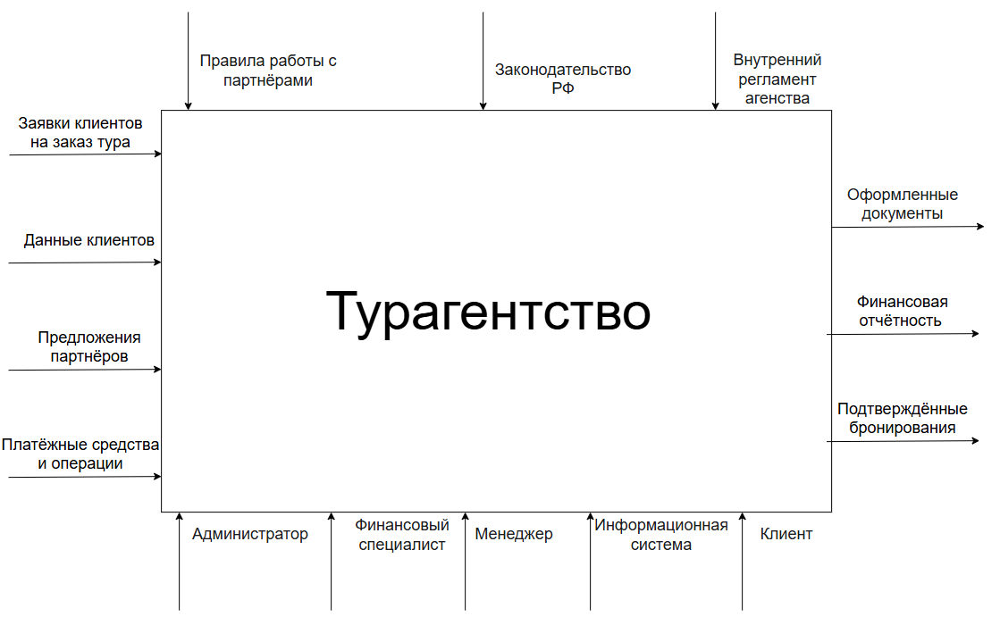 Правила работы с
партнёрами
Законодательство
РФ
Внутренний
регламент
агенства
Заявки клиентов
на заказ тура
Данные клиентов
Предложения
партнёров
Платёжные средства
и операции
Турагентство
Оформленные
документы
Финансовая
отчётность
Подтверждённые
бронирования
Администратор
Финансовый
специалист
Менеджер
Информационная
система
Клиент